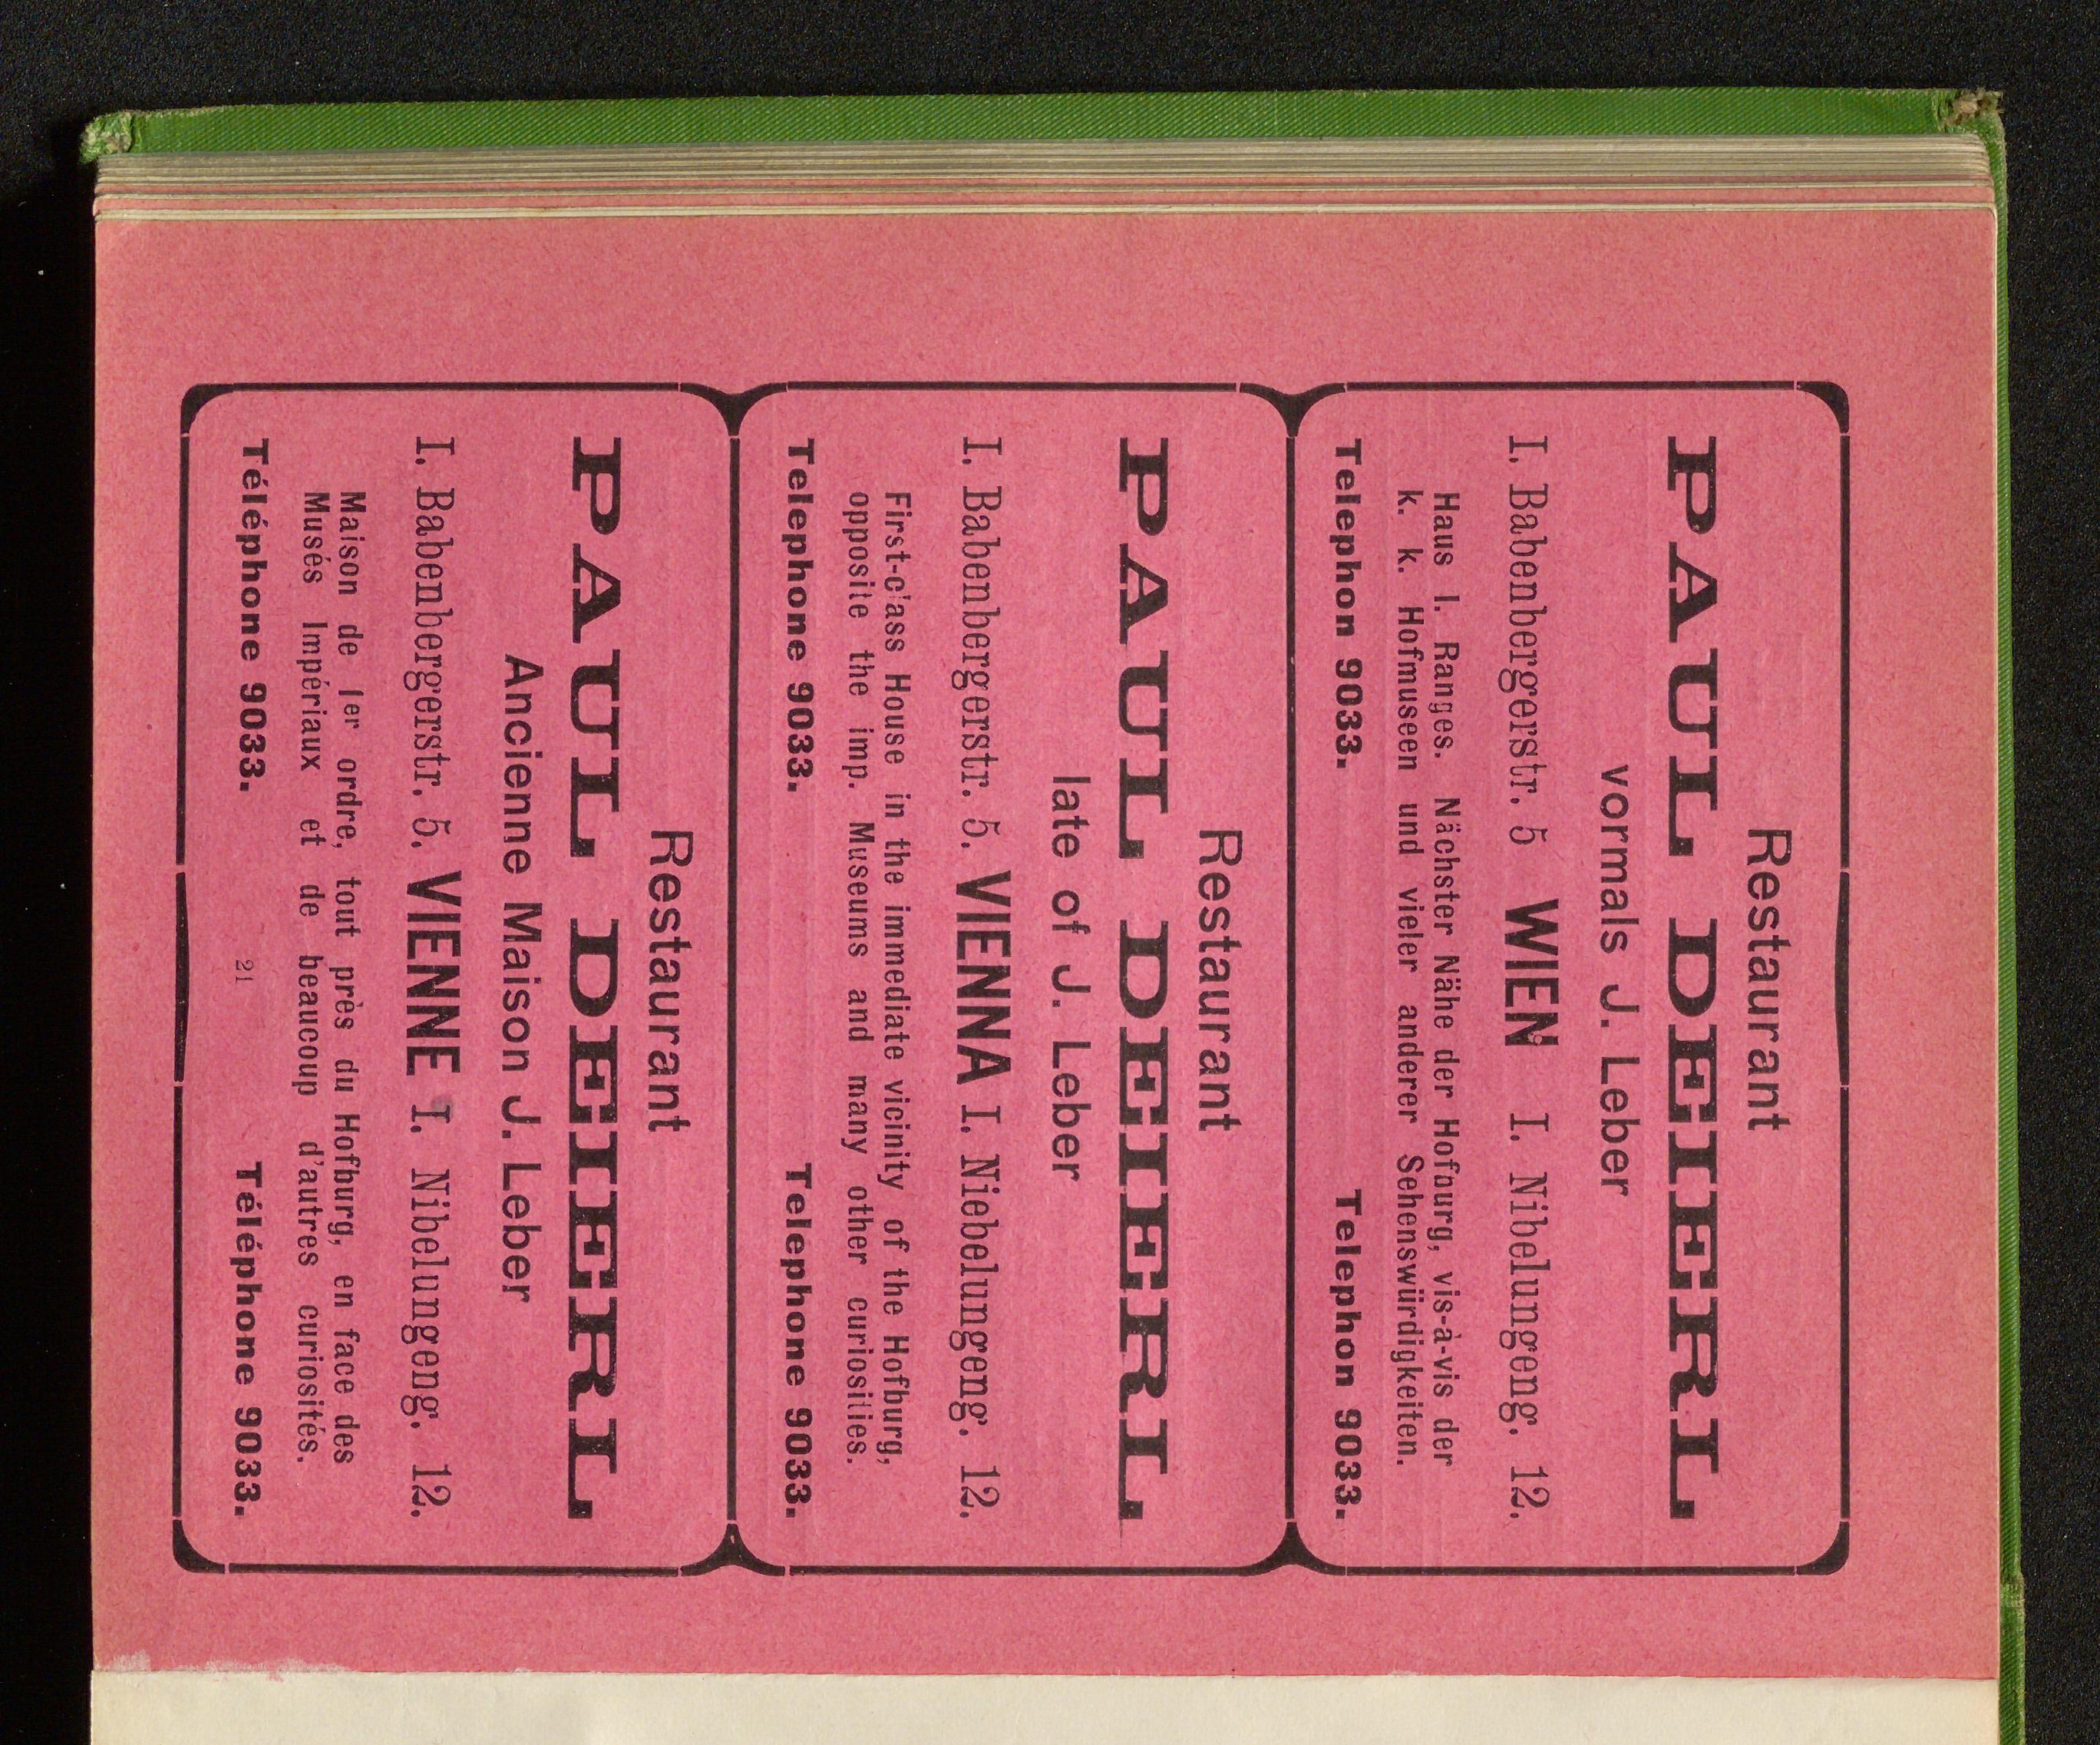 Restaurant
PAUL DEIERL
vormals J. Leber
I. Babenbergerstr. 5 WIEN I. Nibelungeng. 12.
Haus I. Ranges. Nächster Nähe der Hofburg, vis-à-vis der
k. k. Hofmuseen und vieler anderer Sehenswürdigkeiten.
Telephon 9033. Telephon 9033.
Restaurant
PAUL DEIERL
late of J. Leber
I. Babenbergerstr. 5. VIENNA I. Niebelungeng. 12.
First-class House in the immediate vicinity of the Hofburg,
opposite the imp. Museums and many other curiosities.
Telephone 9033. Telephone 9033.
Restaurant
PAUL DEIERL
Ancienne Maison J. Leber
I. Babenbergerstr. 5. VIENNE I. Nibelungeng. 12.
Maison de 1er ordre, tout près du Hofburg, en face des
Musés Impériaux et de beaucoup d'autres curiosités.
Téléphone 9033. 21 Téléphone 9033.